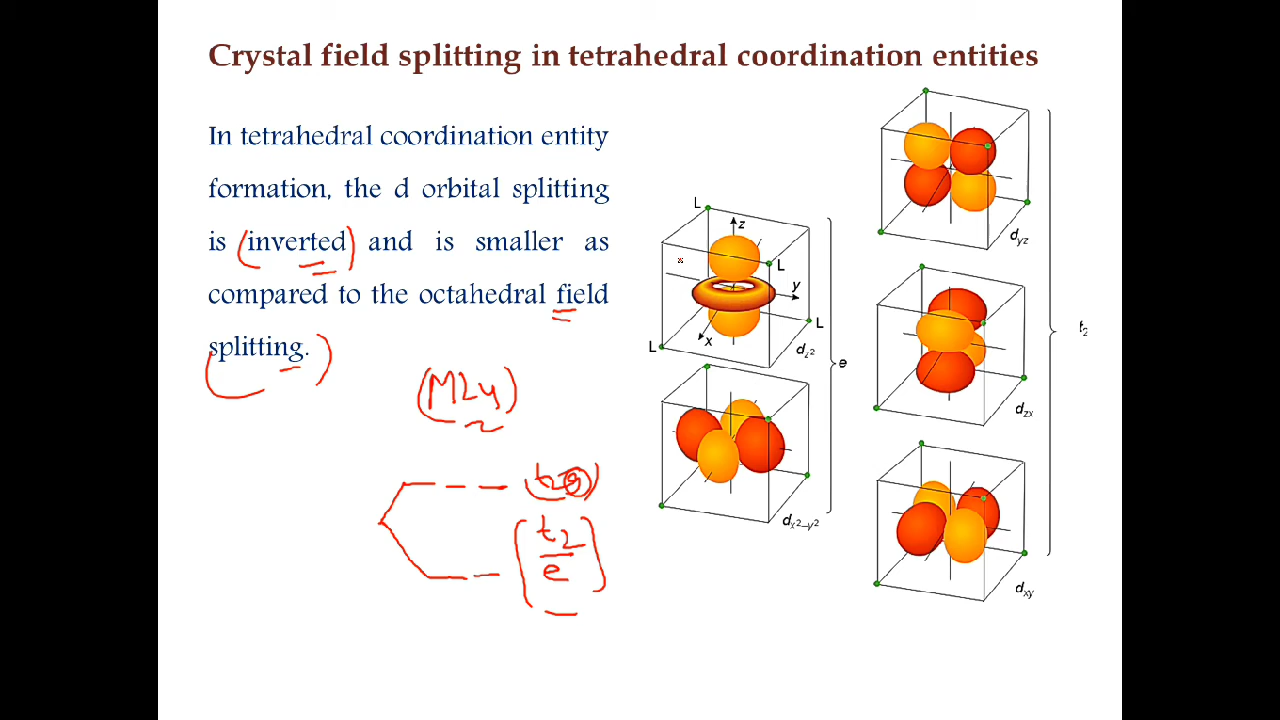 Crystal field splitting in tetrahedral coordination entities
In tetrahedral coordination entity
formation, the d orbital splitting
is (inverted) and is smaller as
compared to the octahedral field
splitting.
(ML4)
t2g
t2
e
L
z
L
y
L
x
L
dz2
e
dx2–y2
dyz
dzx
t2
dxy